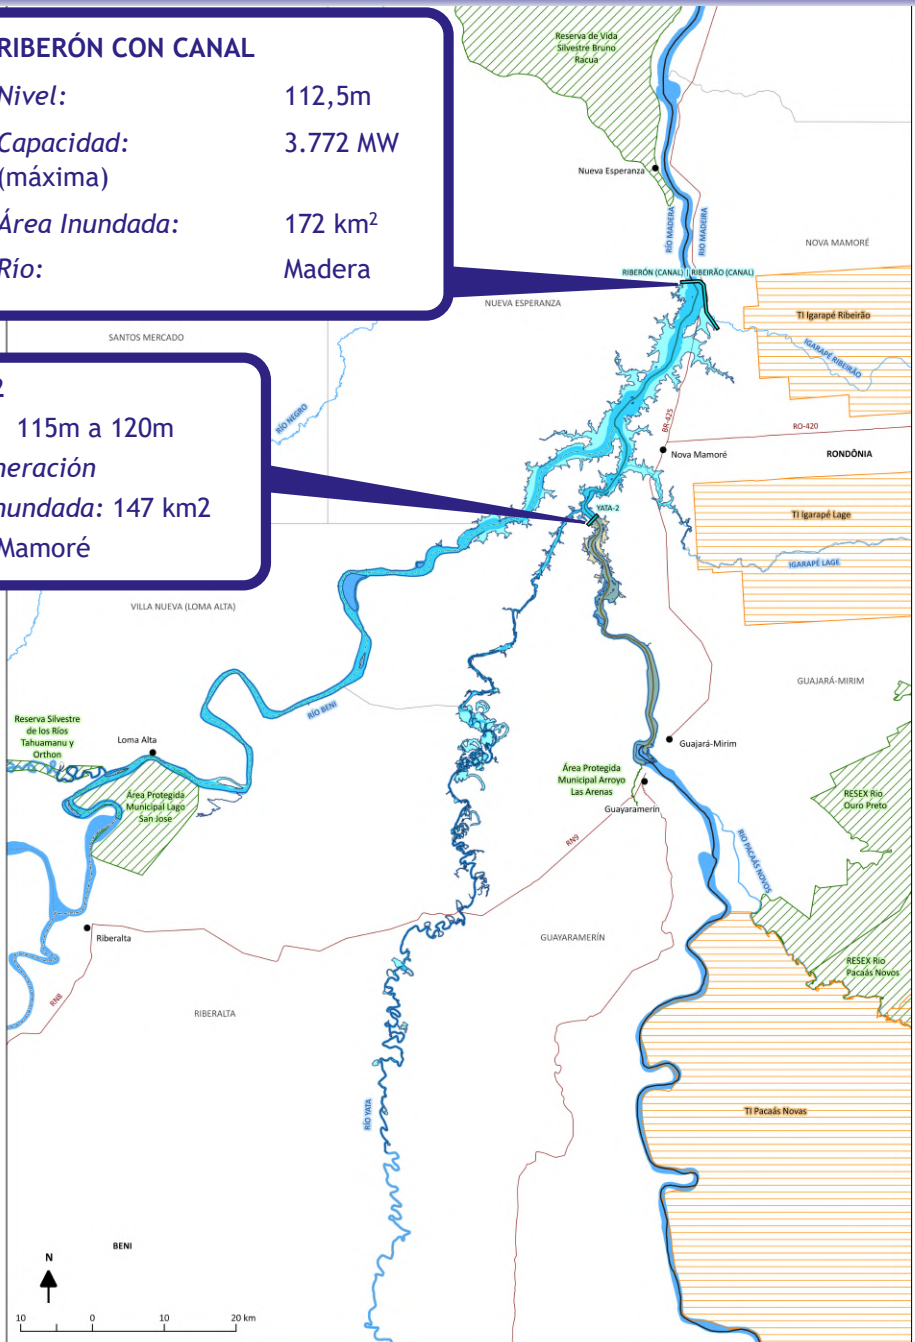 RIBERÓN CON CANAL
Nivel: 112,5m
Capacidad: 3.772 MW
(máxima)
Área Inundada: 172 km²
Río: Madera
2
115m a 120m
neración
nundada: 147 km2
Mamoré
Reserva de Vida
Silvestre Bruno
Racua
Nueva Esperanza
RÍO MADERA
RIO MADEIRA
NOVA MAMORÉ
RIBERÓN (CANAL) | RIBEIRÃO (CANAL)
NUEVA ESPERANZA
TI Igarapé Ribeirão
SANTOS MERCADO
IGARAPÉ RIBEIRÃO
RÍO NEGRO
BR-425
RO-420
Nova Mamoré
RONDÔNIA
YATA-2
TI Igarapé Lage
IGARAPÉ LAGE
VILLA NUEVA (LOMA ALTA)
GUAJARÁ-MIRIM
RÍO BENI
Reserva Silvestre
de los Ríos
Tahuamanu y
Orthon
Loma Alta
Guajará-Mirim
Área Protegida
Municipal Arroyo
Las Arenas
Área Protegida
Municipal Lago
San Jose
Guayaramerín
RESEX Rio
Ouro Preto
RN9
RIO PACAÁS NOVOS
Riberalta
GUAYARAMERÍN
RESEX Rio
Pacaás Novos
RN8
RIBERALTA
RÍO YATA
TI Pacaás Novas
BENI
N
10 0 10 20 km